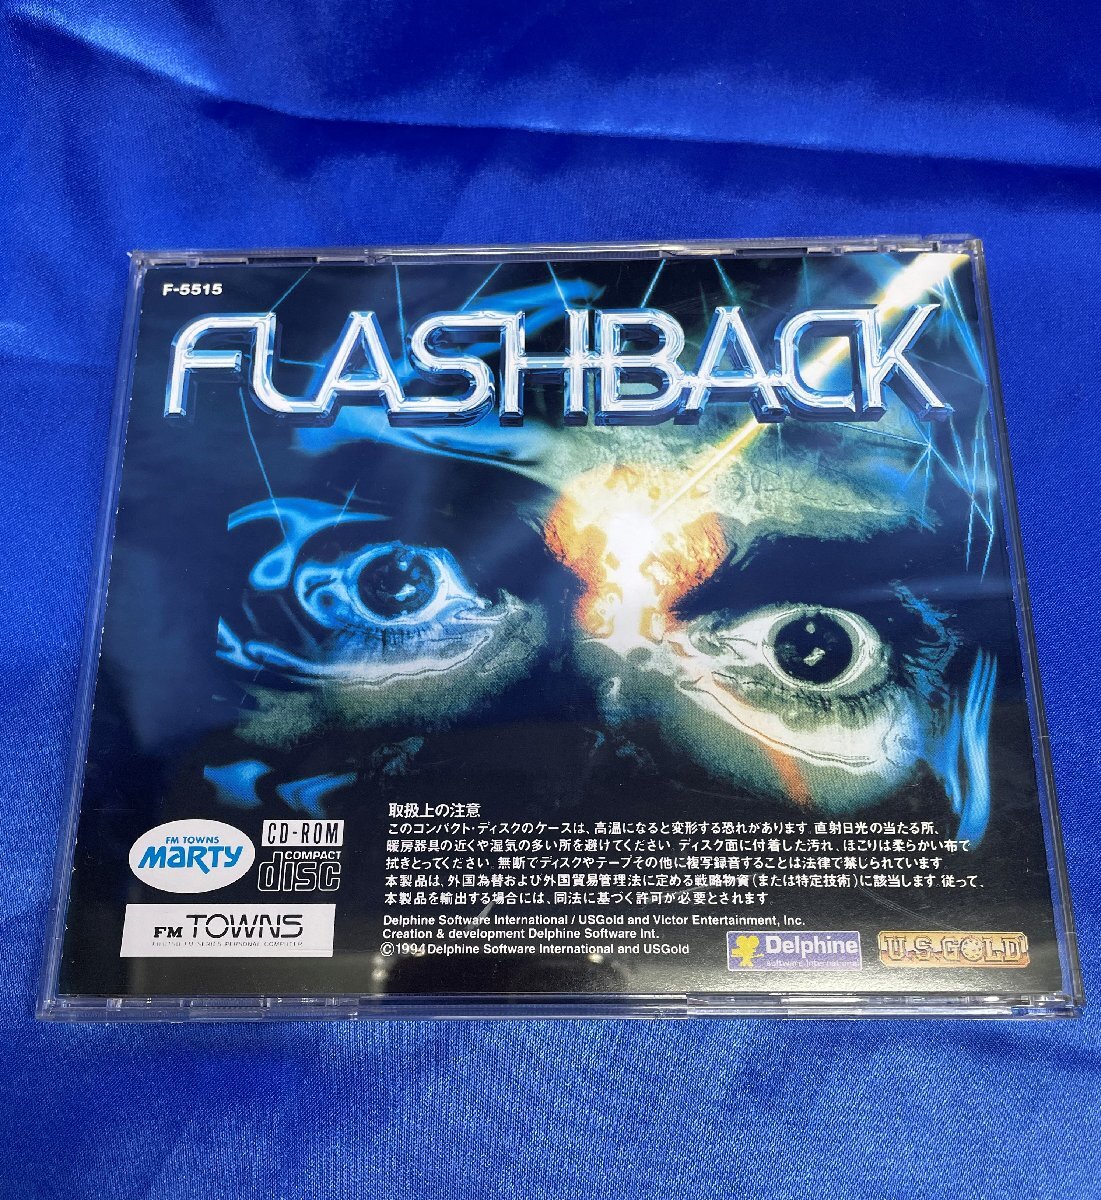 F-5515
FLASHBACK
取扱上の注意
このコンパクト・ディスクのケースは、高温になると変形する恐れがあります。直射日光の当たる所、
暖房器具の近くや湿気の多い所を避けてください。ディスク面に付着した汚れ、ほこりは柔らかい布で
拭きとってください。無断でディスクやテープその他に複写録音することは法律で禁じられています。
本製品は、外国為替および外国貿易管理法に定める戦略物資(または特定技術)に該当します。従って、
本製品を輸出する場合には、同法に基づく許可が必要とされます。
Delphine Software International / USGold and Victor Entertainment, Inc.
Creation & development Delphine Software Int.
©1994 Delphine Software International and USGold
FM TOWNS
MARTY
CD-ROM
COMPACT
disc
FM TOWNS
FUJITSU FM SERIES PERSONAL COMPUTER
Delphine
Software International
U.S. GOLD